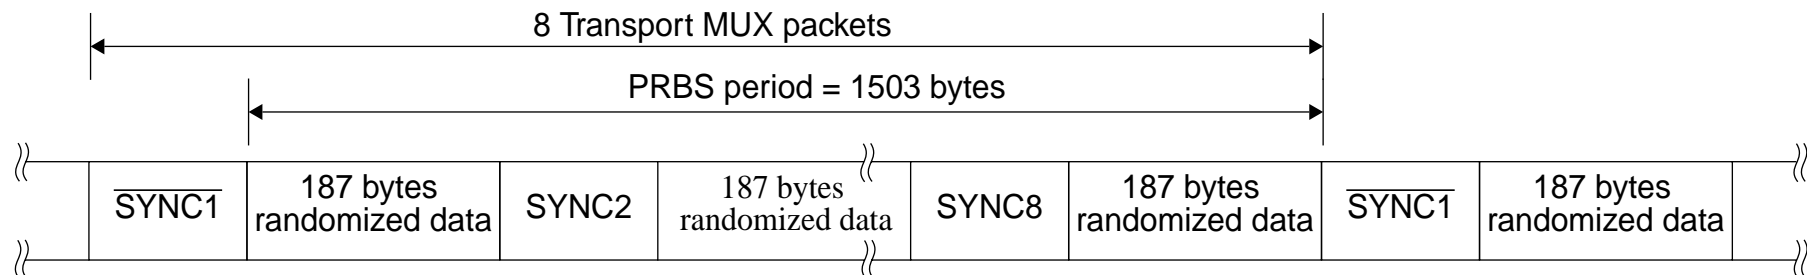 8 Transport MUX packets
PRBS period = 1503 bytes
SYNC1
187 bytes
randomized data
SYNC2
187 bytes
randomized data
SYNC8
187 bytes
randomized data
SYNC1
187 bytes
randomized data